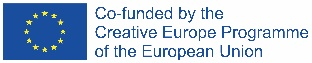 Co-funded by the
Creative Europe Programme
of the European Union